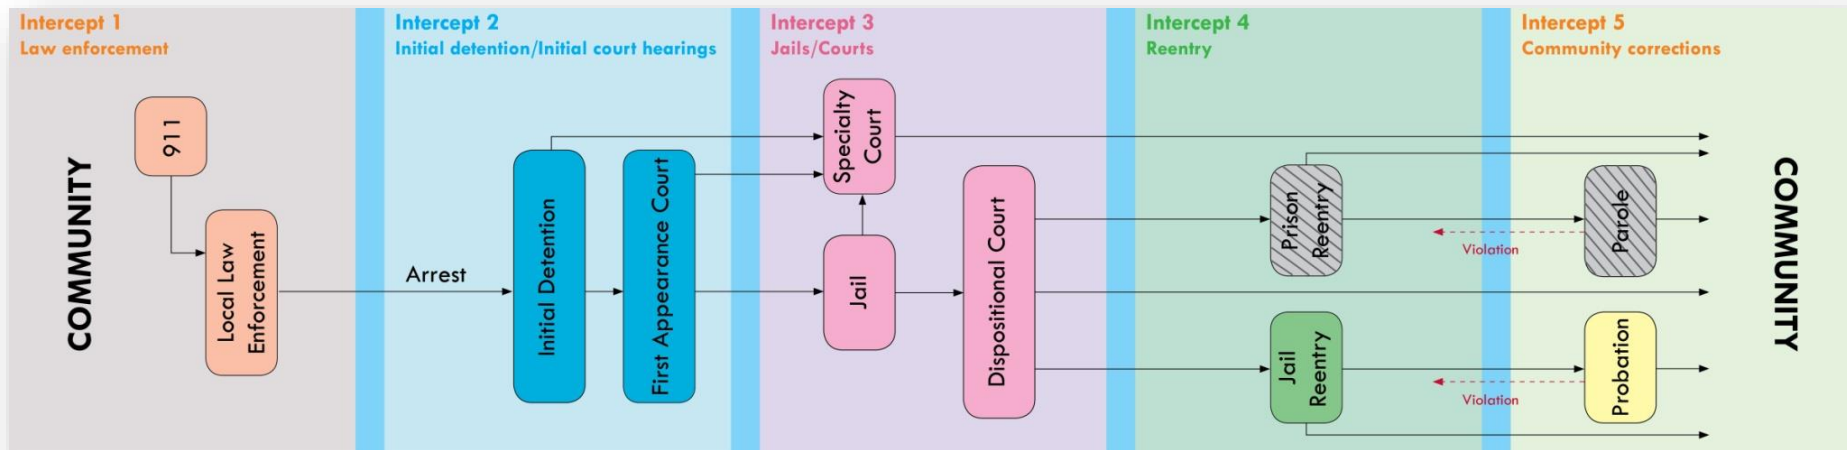 Intercept 1
Law enforcement
Intercept 2
Initial detention/Initial court hearings
Intercept 3
Jails/Courts
Intercept 4
Reentry
Intercept 5
Community corrections
COMMUNITY
911
Local Law
Enforcement
Arrest
Initial Detention
First Appearance Court
Specialty
Court
Jail
Dispositional Court
Prison
Reentry
Violation
Parole
Jail
Reentry
Violation
Probation
COMMUNITY